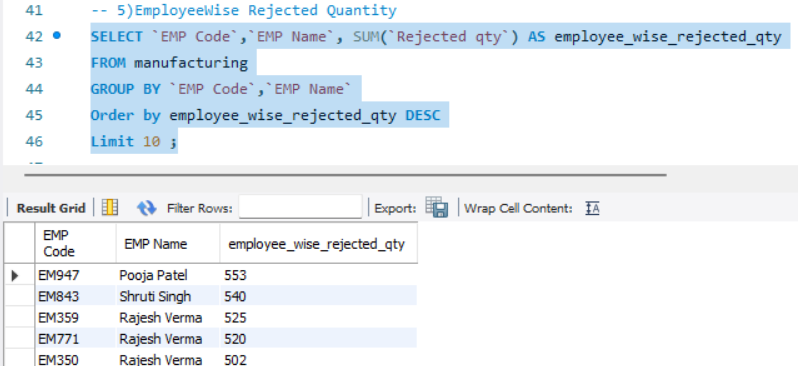 41 -- 5)EmployeeWise Rejected Quantity
42 SELECT `EMP Code`,`EMP Name`, SUM(`Rejected qty`) AS employee_wise_rejected_qty
43 FROM manufacturing
44 GROUP BY `EMP Code`,`EMP Name`
45 Order by employee_wise_rejected_qty DESC
46 Limit 10 ;
Result Grid Filter Rows: Export: Wrap Cell Content:
EMP Code EMP Name employee_wise_rejected_qty
EM947 Pooja Patel 553
EM843 Shruti Singh 540
EM359 Rajesh Verma 525
EM771 Rajesh Verma 520
EM350 Rajesh Verma 502